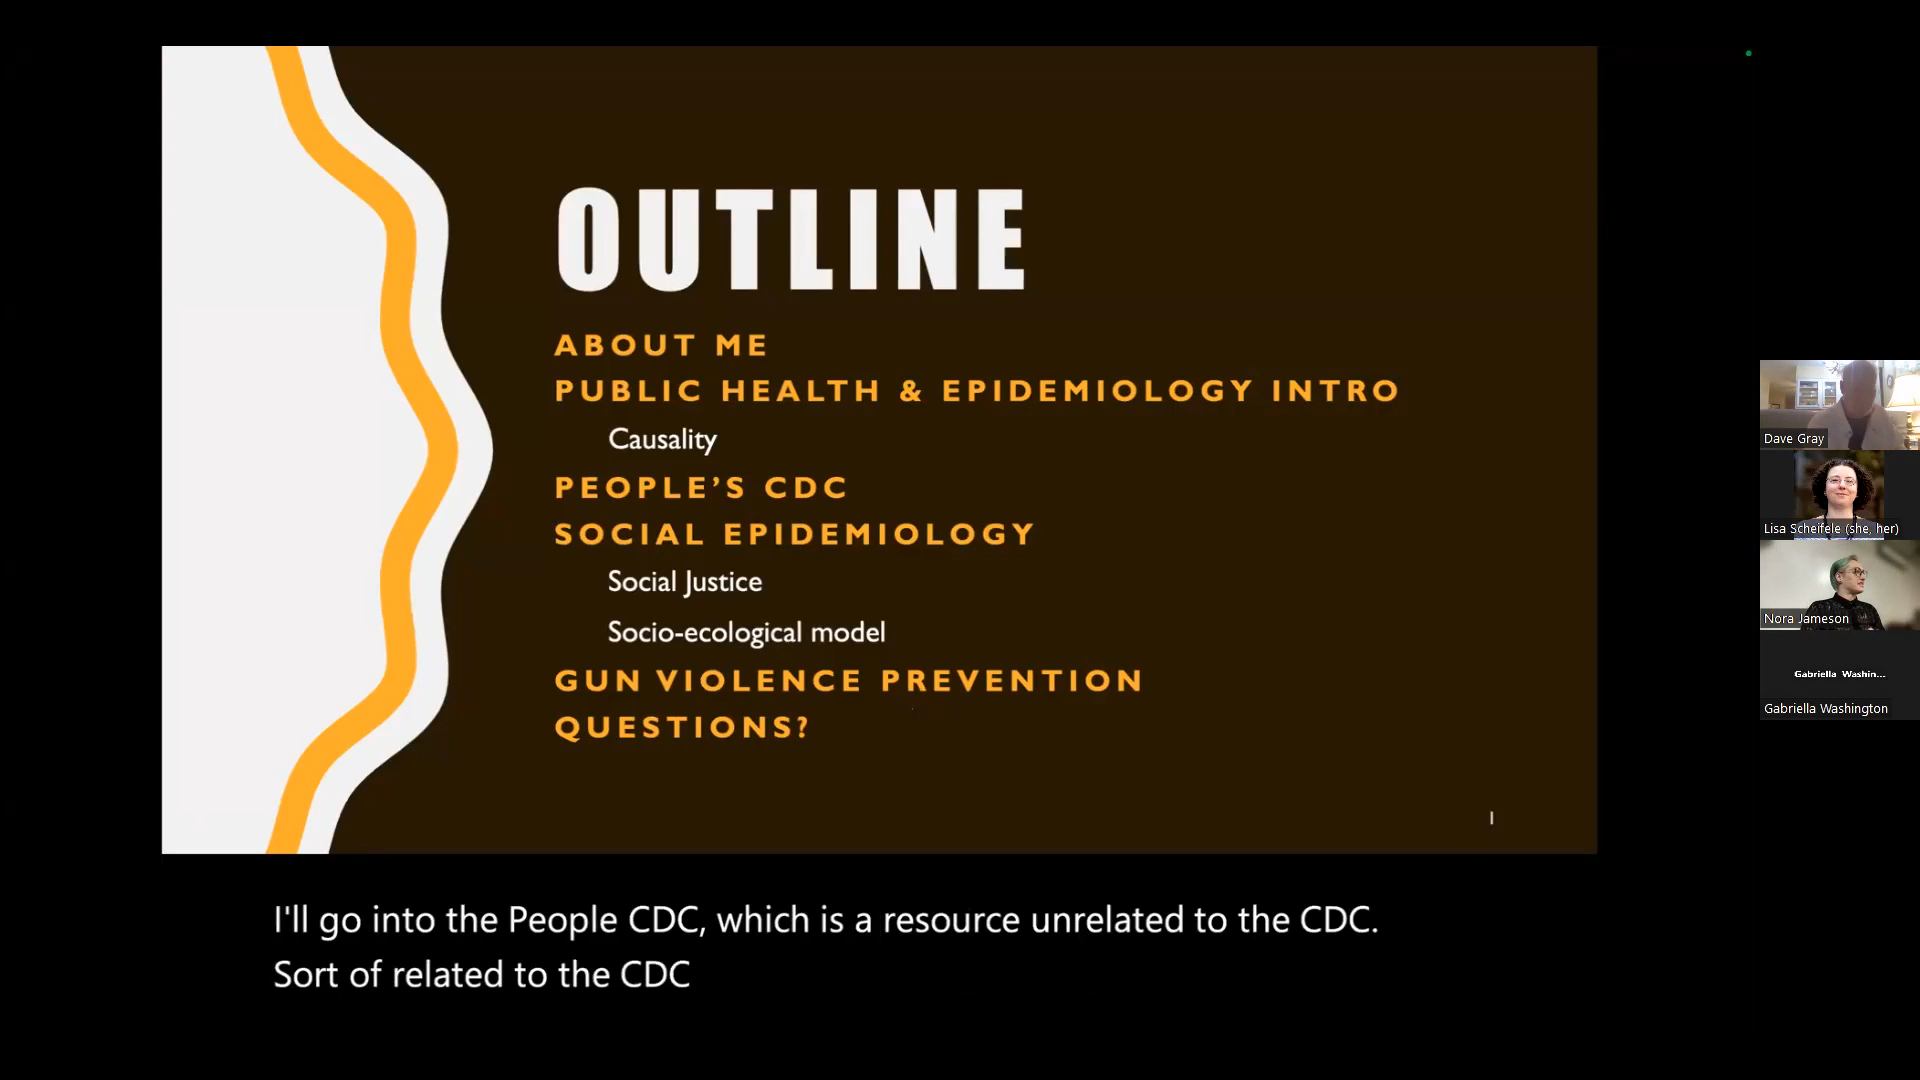 OUTLINE
ABOUT ME
PUBLIC HEALTH & EPIDEMIOLOGY INTRO
Causality
PEOPLE’S CDC
SOCIAL EPIDEMIOLOGY
Social Justice
Socio-ecological model
GUN VIOLENCE PREVENTION
QUESTIONS?
1
I'll go into the People CDC, which is a resource unrelated to the CDC.
Sort of related to the CDC
Dave Gray
Lisa Scheifele (she, her)
Nora Jameson
Gabriella Washin...
Gabriella Washington